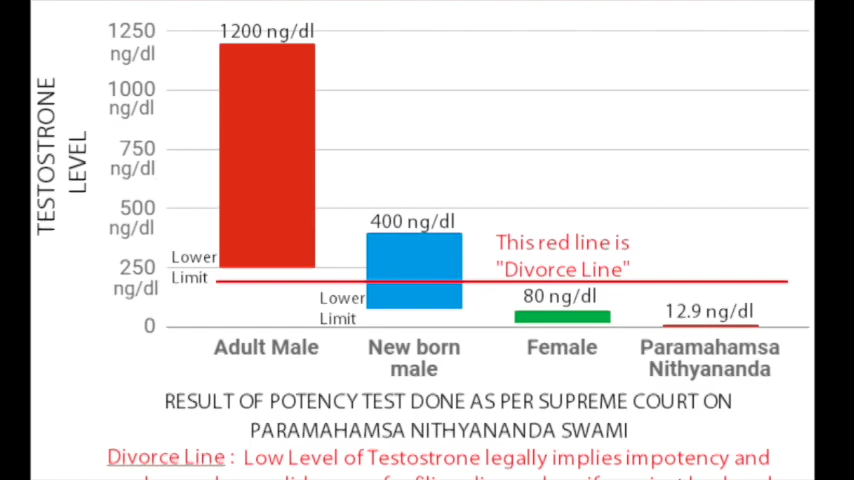 1250
ng/dl
1200 ng/dl
1000
ng/dl
750
ng/dl
500
ng/dl
250
ng/dl
0
TESTOSTRONE
LEVEL
Lower
Limit
400 ng/dl
Lower
Limit
This red line is
"Divorce Line"
80 ng/dl
12.9 ng/dl
Adult Male
New born
male
Female
Paramahamsa
Nithyananda
RESULT OF POTENCY TEST DONE AS PER SUPREME COURT ON
PARAMAHAMSA NITHYANANDA SWAMI
Divorce Line : Low Level of Testostrone legally implies impotency and